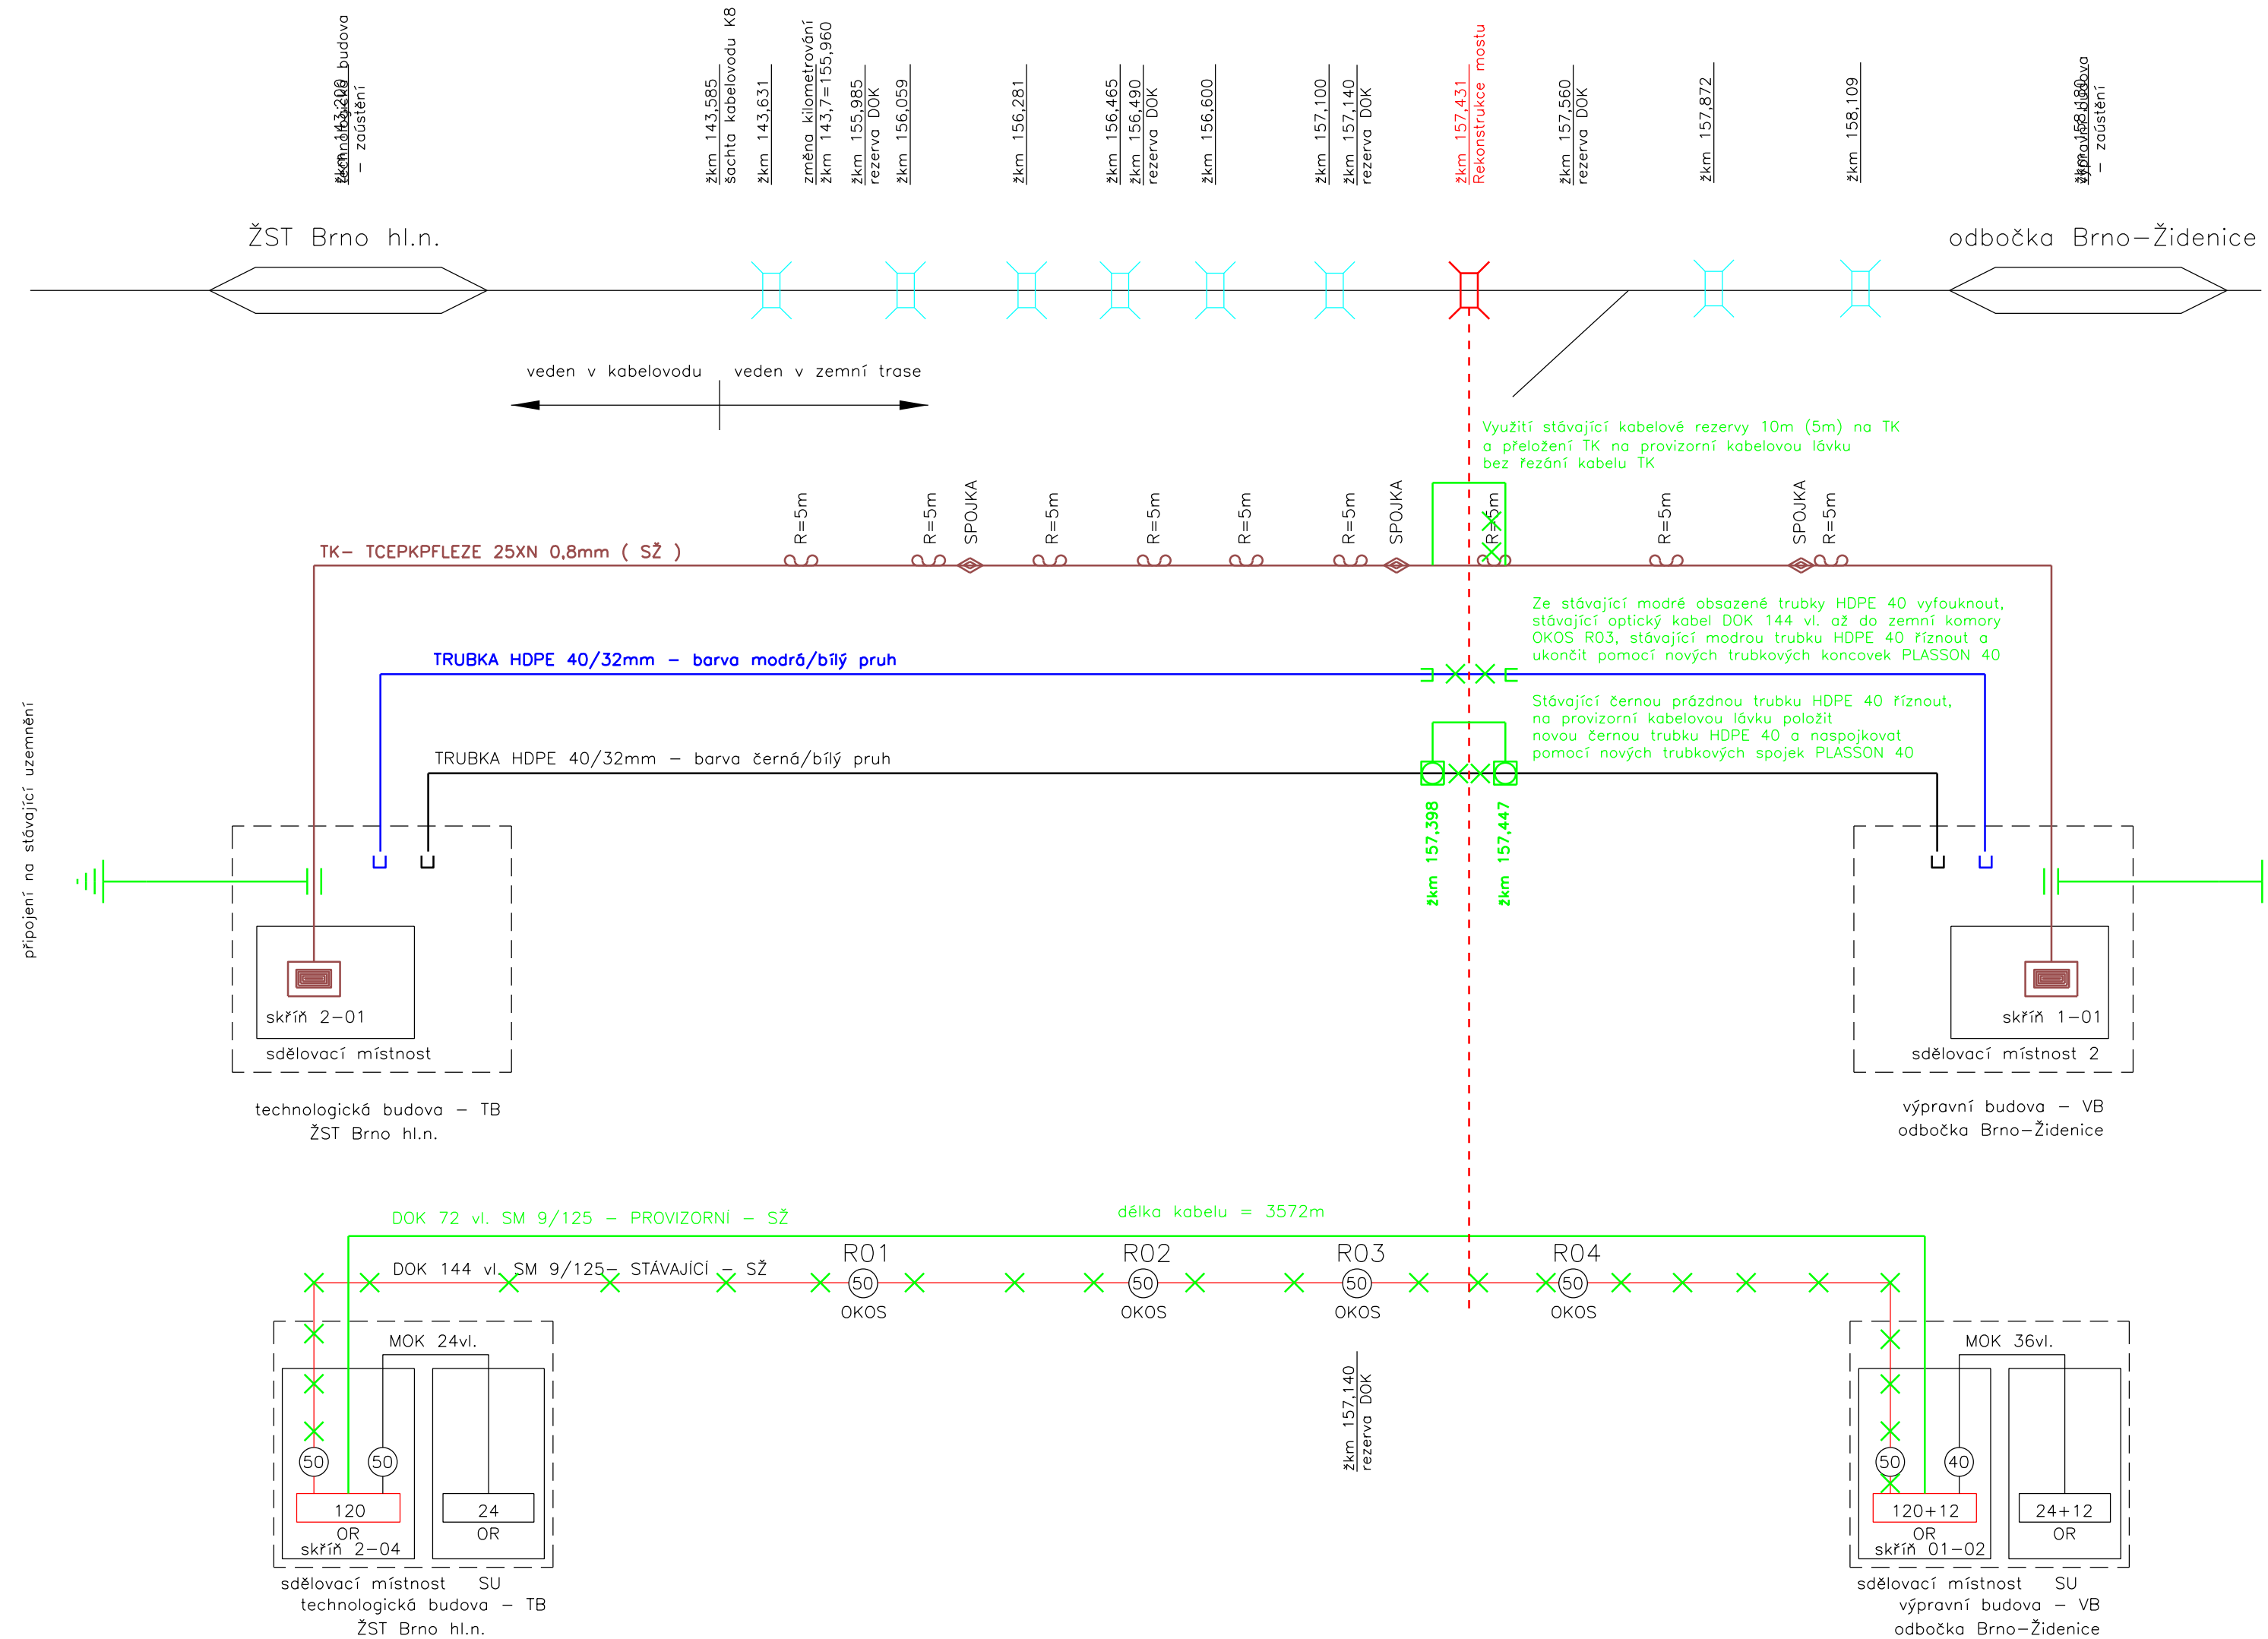 žkm 143,200
technologická budova
– zaústění
žkm 143,585
šachta kabelovodu K8
žkm 143,631
změna kilometrování
žkm 143,7=155,960
žkm 155,985
rezerva DOK
žkm 156,059
žkm 156,281
žkm 156,465
žkm 156,490
rezerva DOK
žkm 156,600
žkm 157,100
žkm 157,140
rezerva DOK
žkm 157,431
Rekonstrukce mostu
žkm 157,560
rezerva DOK
žkm 157,872
žkm 158,109
žkm 158,180
výpravní budova
– zaústění
ŽST Brno hl.n.
odbočka Brno–Židenice
veden v kabelovodu
veden v zemní trase
Využití stávající kabelové rezervy 10m (5m) na TK
a přeložení TK na provizorní kabelovou lávku
bez řezání kabelu TK
R=5m
R=5m
SPOJKA
R=5m
R=5m
R=5m
R=5m
SPOJKA
R=5m
R=5m
SPOJKA
R=5m
TK– TCEPKPFLEZE 25XN 0,8mm ( SŽ )
Ze stávající modré obsazené trubky HDPE 40 vyfouknout,
stávající optický kabel DOK 144 vl. až do zemní komory
OKOS R03, stávající modrou trubku HDPE 40 říznout a
ukončit pomocí nových trubkových koncovek PLASSON 40
TRUBKA HDPE 40/32mm – barva modrá/bílý pruh
Stávající černou prázdnou trubku HDPE 40 říznout,
na provizorní kabelovou lávku položit
novou černou trubku HDPE 40 a naspojkovat
pomocí nových trubkových spojek PLASSON 40
TRUBKA HDPE 40/32mm – barva černá/bílý pruh
žkm 157,398
žkm 157,447
připojení na stávající uzemnění
skříň 2–01
sdělovací místnost
technologická budova – TB
ŽST Brno hl.n.
skříň 1–01
sdělovací místnost 2
výpravní budova – VB
odbočka Brno–Židenice
DOK 72 vl. SM 9/125 – PROVIZORNÍ – SŽ
délka kabelu = 3572m
DOK 144 vl. SM 9/125– STÁVAJÍCÍ – SŽ
R01
50
OKOS
R02
50
OKOS
R03
50
OKOS
R04
50
OKOS
žkm 157,140
rezerva DOK
MOK 24vl.
50
50
120
OR
skříň 2–04
24
OR
sdělovací místnost
SU
technologická budova – TB
ŽST Brno hl.n.
MOK 36vl.
50
40
120+12
OR
skříň 01–02
24+12
OR
sdělovací místnost
SU
výpravní budova – VB
odbočka Brno–Židenice